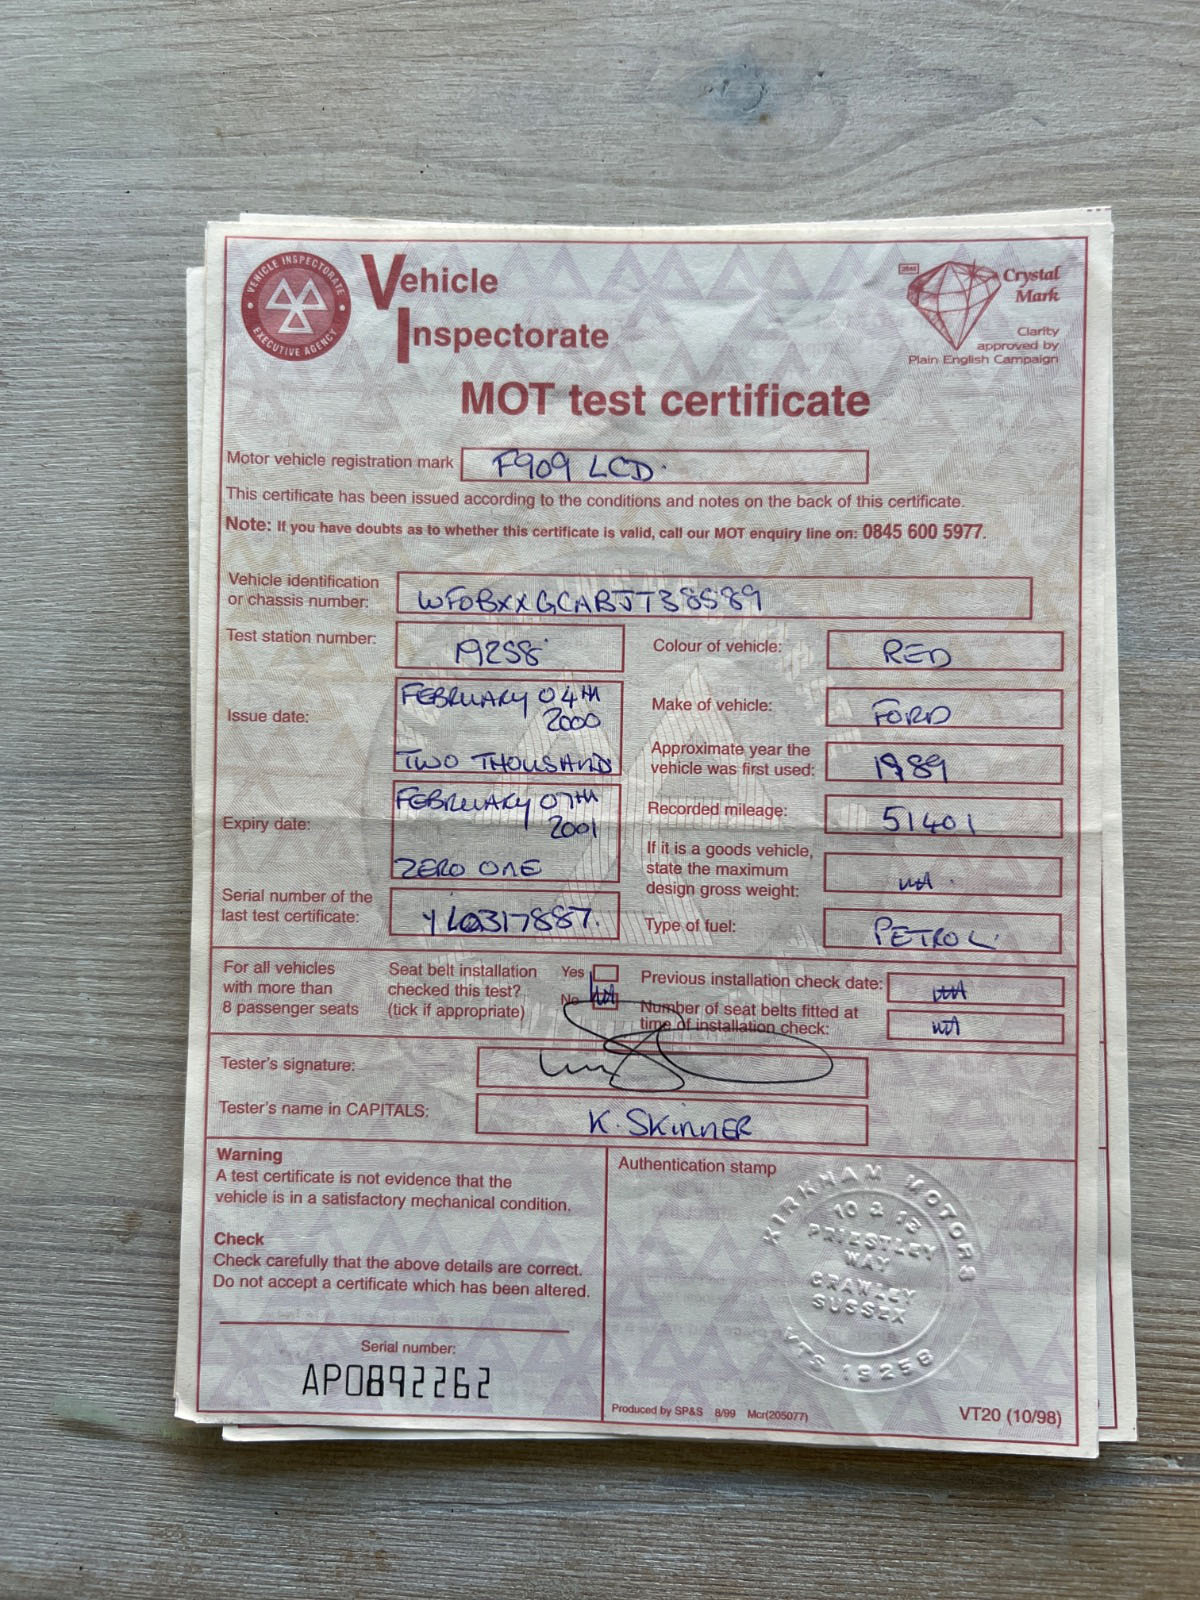 VEHICLE INSPECTORATE
EXECUTIVE AGENCY
Vehicle
Inspectorate
Crystal
Mark
Clarity
approved by
Plain English Campaign
MOT test certificate
Motor vehicle registration mark F909 LCD.
This certificate has been issued according to the conditions and notes on the back of this certificate.
Note: If you have doubts as to whether this certificate is valid, call our MOT enquiry line on: 0845 600 5977.
Vehicle identification
or chassis number: WF0BXXGCABJT38589
Test station number: 19258
Colour of vehicle: RED
Issue date: FEBRUARY 04TH
2000
TWO THOUSAND
Make of vehicle: FORD
Approximate year the
vehicle was first used: 1989
Expiry date: FEBRUARY 07TH
2001
ZERO ONE
Recorded mileage: 51401
If it is a goods vehicle,
state the maximum
design gross weight: NA
Serial number of the
last test certificate: YL0317887.
Type of fuel: PETROL
For all vehicles
with more than
8 passenger seats
Seat belt installation
checked this test?
(tick if appropriate)
Yes
No NA
Previous installation check date: NA
Number of seat belts fitted at
time of installation check: NA
Tester's signature:
Tester's name in CAPITALS: K. SKINNER
Warning
A test certificate is not evidence that the
vehicle is in a satisfactory mechanical condition.
Check
Check carefully that the above details are correct.
Do not accept a certificate which has been altered.
Serial number:
AP0892262
Authentication stamp
KIRKHAM MOTORS
PRIESTLEY
WAY
CRAWLEY
SUSSEX
VTS 19258
Produced by SP&S 8/99 Mcr(205077)
VT20 (10/98)